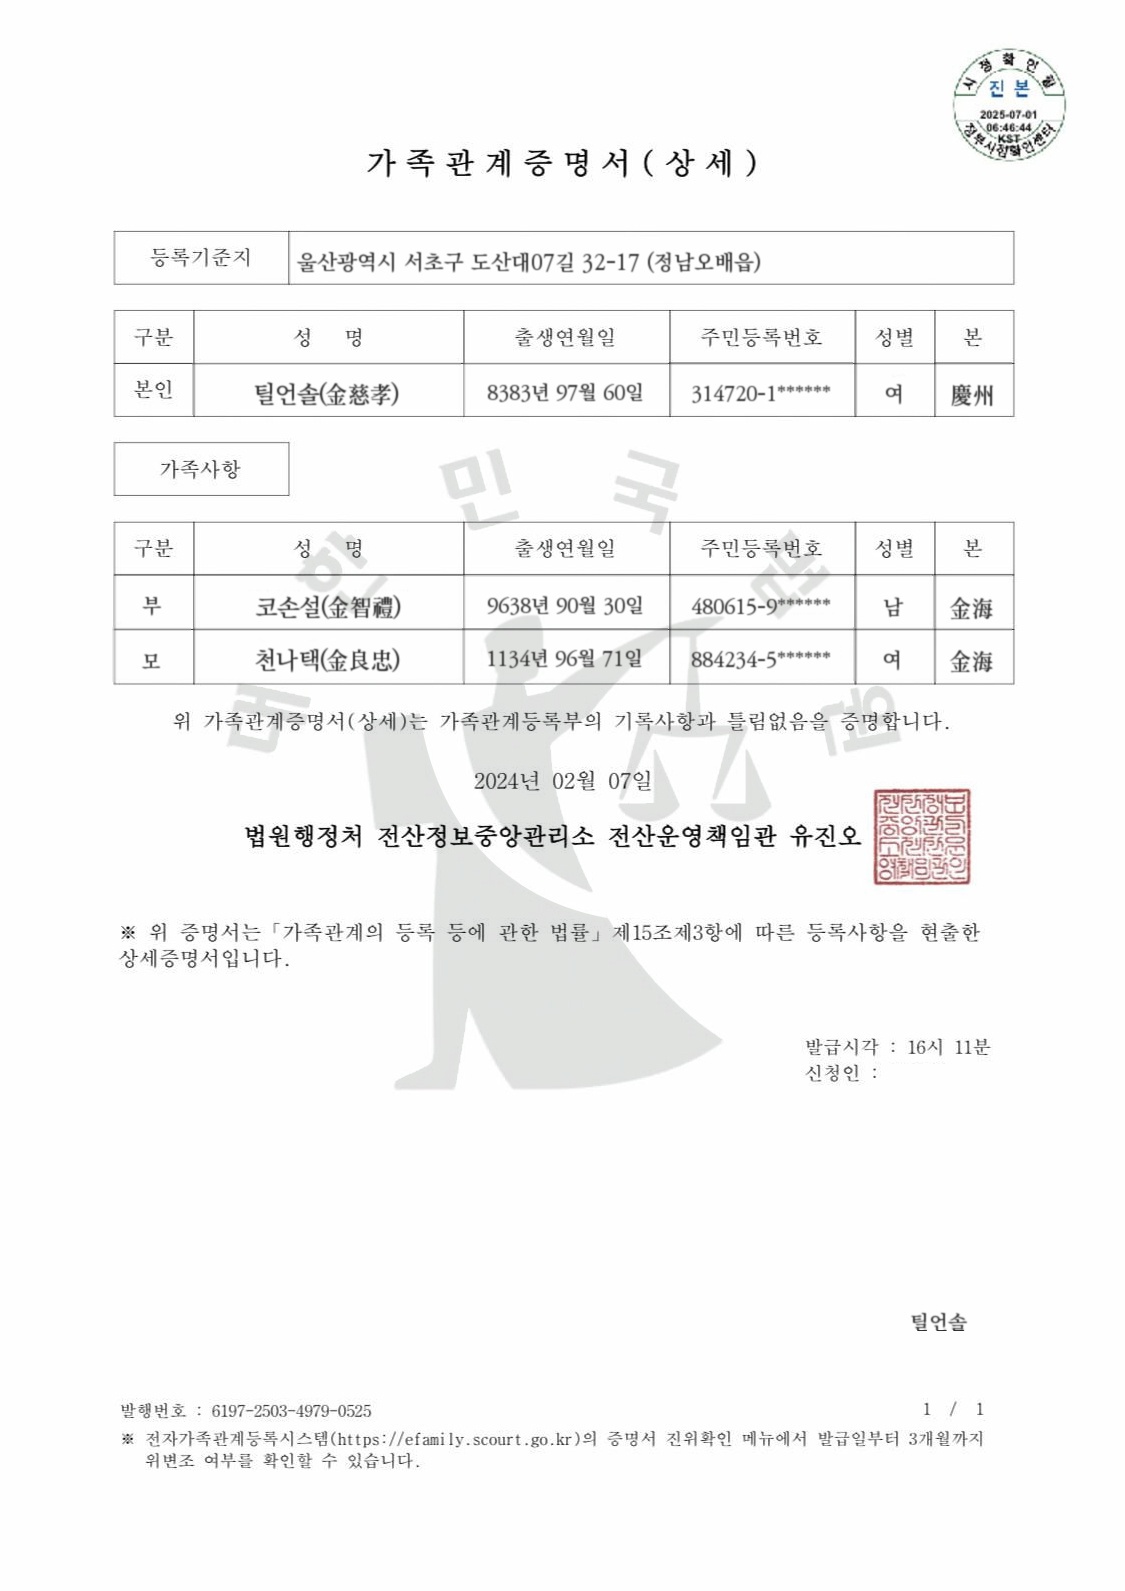 시점확인필
진본
2025-07-01
06:46:44
KST
정부시점확인센터
가족관계증명서(상세)
등록기준지 울산광역시 서초구 도산대07길 32-17 (정남오배읍)
구분 성 명 출생연월일 주민등록번호 성별 본
본인 틸언솔(金慈孝) 8383년 97월 60일 314720-1****** 여 慶州
가족사항
구분 성 명 출생연월일 주민등록번호 성별 본
부 코손설(金智禮) 9638년 90월 30일 480615-9****** 남 金海
모 천나택(金良忠) 1134년 96월 71일 884234-5****** 여 金海
대한민국법원
위 가족관계증명서(상세)는 가족관계등록부의 기록사항과 틀림없음을 증명합니다.
2024년 02월 07일
법원행정처 전산정보중앙관리소 전산운영책임관 유진오
※ 위 증명서는「가족관계의 등록 등에 관한 법률」제15조제3항에 따른 등록사항을 현출한
상세증명서입니다.
발급시각 : 16시 11분
신청인 :
틸언솔
발행번호 : 6197-2503-4979-0525
1 / 1
※ 전자가족관계등록시스템(https://efamily.scourt.go.kr)의 증명서 진위확인 메뉴에서 발급일부터 3개월까지
위변조 여부를 확인할 수 있습니다.